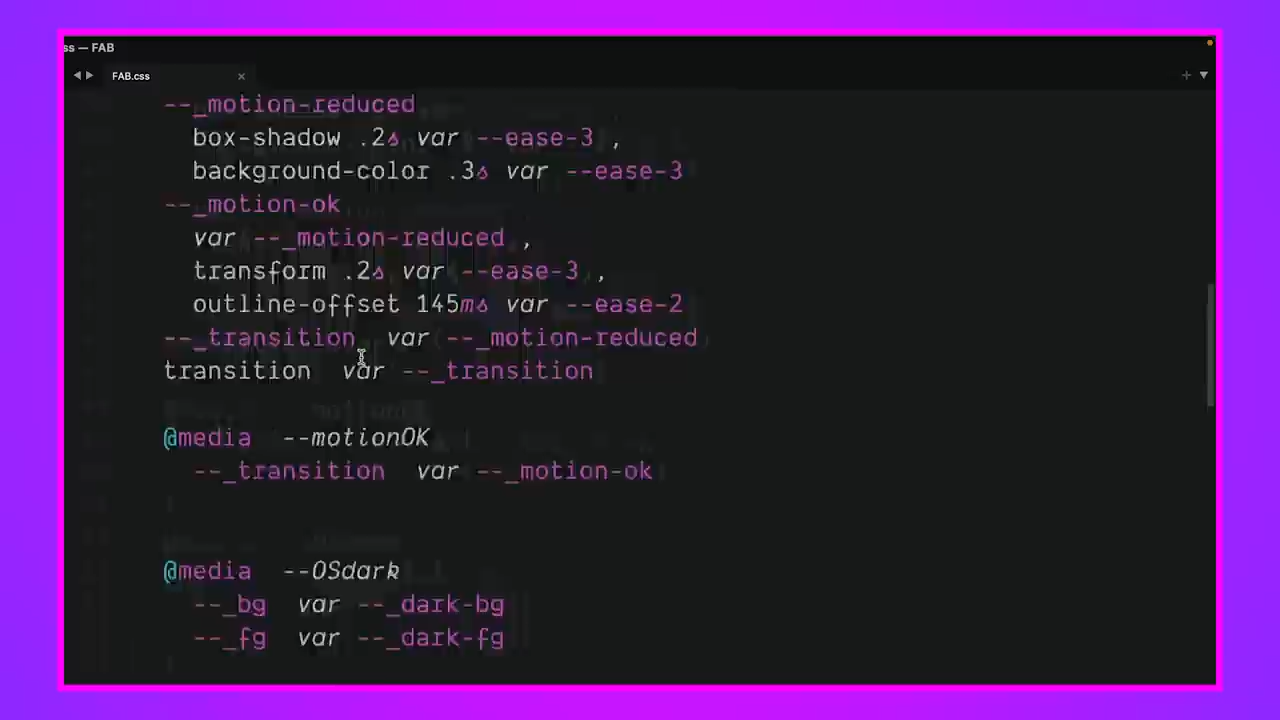 ss — FAB
FAB.css
--_motion-reduced
box-shadow .2s var --ease-3 ,
background-color .3s var --ease-3
--_motion-ok
var --_motion-reduced ,
transform .2s var(--ease-3 ,
outline-offset 145ms var --ease-2
--_transition var(--_motion-reduced)
transition var --_transition
@media --motionOK
--_transition var --_motion-ok
@media --OSdark
--_bg var --_dark-bg
--_fg var --_dark-fg